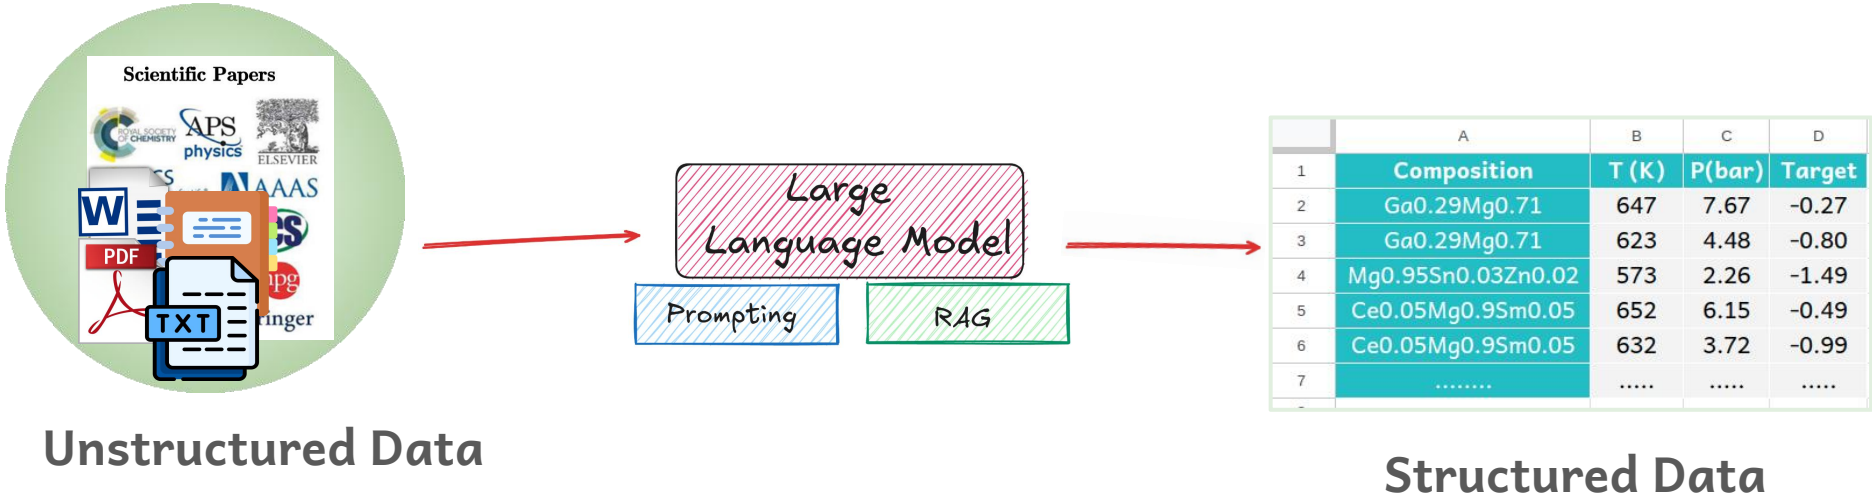 Scientific Papers
ROYAL SOCIETY
OF CHEMISTRY
APS
physics
ELSEVIER
CS
AAAS
W
PDF
TXT
npg
ringer
Unstructured Data
Large
Language Model
Prompting
RAG
A B C D
1 Composition T (K) P(bar) Target
2 Ga0.29Mg0.71 647 7.67 -0.27
3 Ga0.29Mg0.71 623 4.48 -0.80
4 Mg0.95Sn0.03Zn0.02 573 2.26 -1.49
5 Ce0.05Mg0.9Sm0.05 652 6.15 -0.49
6 Ce0.05Mg0.9Sm0.05 632 3.72 -0.99
7 ........ ..... ..... .....
Structured Data